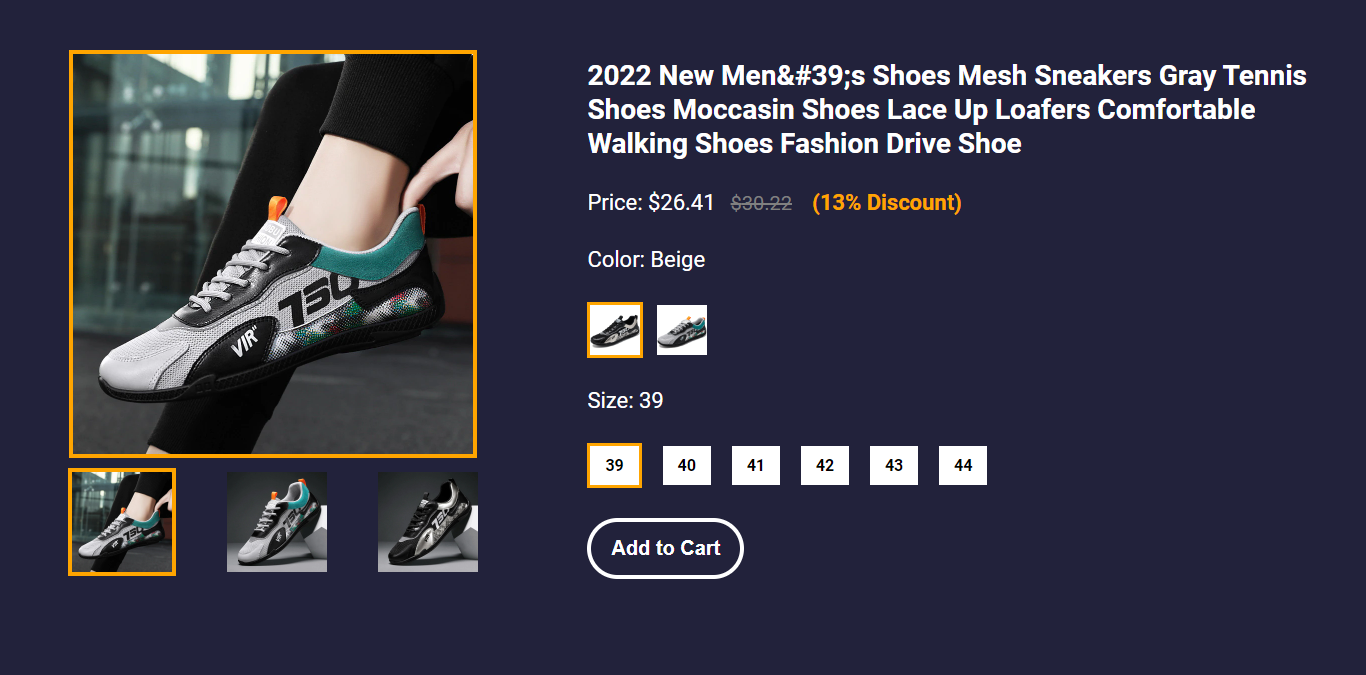 2022 New Men&#39;s Shoes Mesh Sneakers Gray Tennis
Shoes Moccasin Shoes Lace Up Loafers Comfortable
Walking Shoes Fashion Drive Shoe
Price: $26.41 $30.22 (13% Discount)
Color: Beige
750
VIR"
Size: 39
39 40 41 42 43 44
Add to Cart